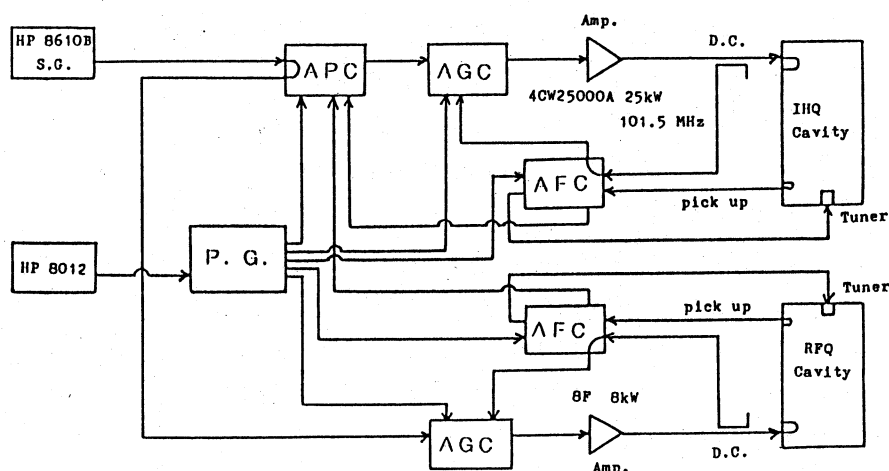 Amp.
HP 8610B
S.G.
APC
AGC
D.C.
4CW25000A 25kW
101.5 MHz
IHQ
Cavity
AFC
pick up
Tuner
P. G.
HP 8012
Tuner
pick up
AFC
RFQ
Cavity
8F 8kW
AGC
D.C.
Amp.